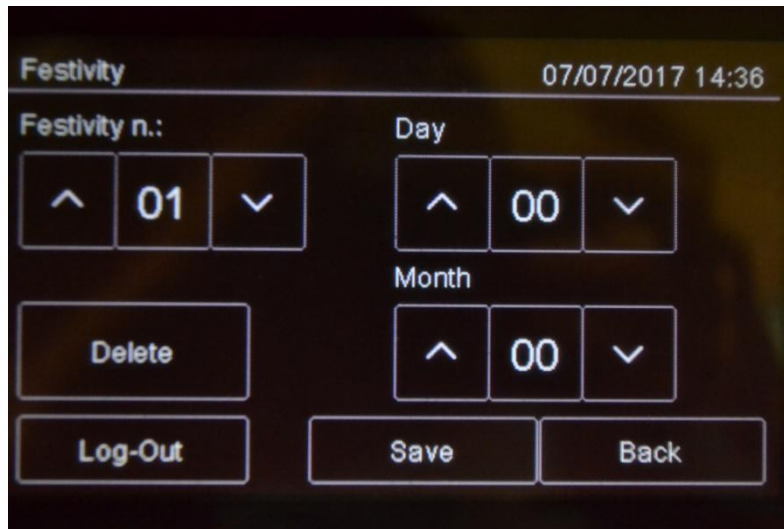 Festivity 07/07/2017 14:36
Festivity n.: Day
01 00
Month
Delete 00
Log-Out Save Back